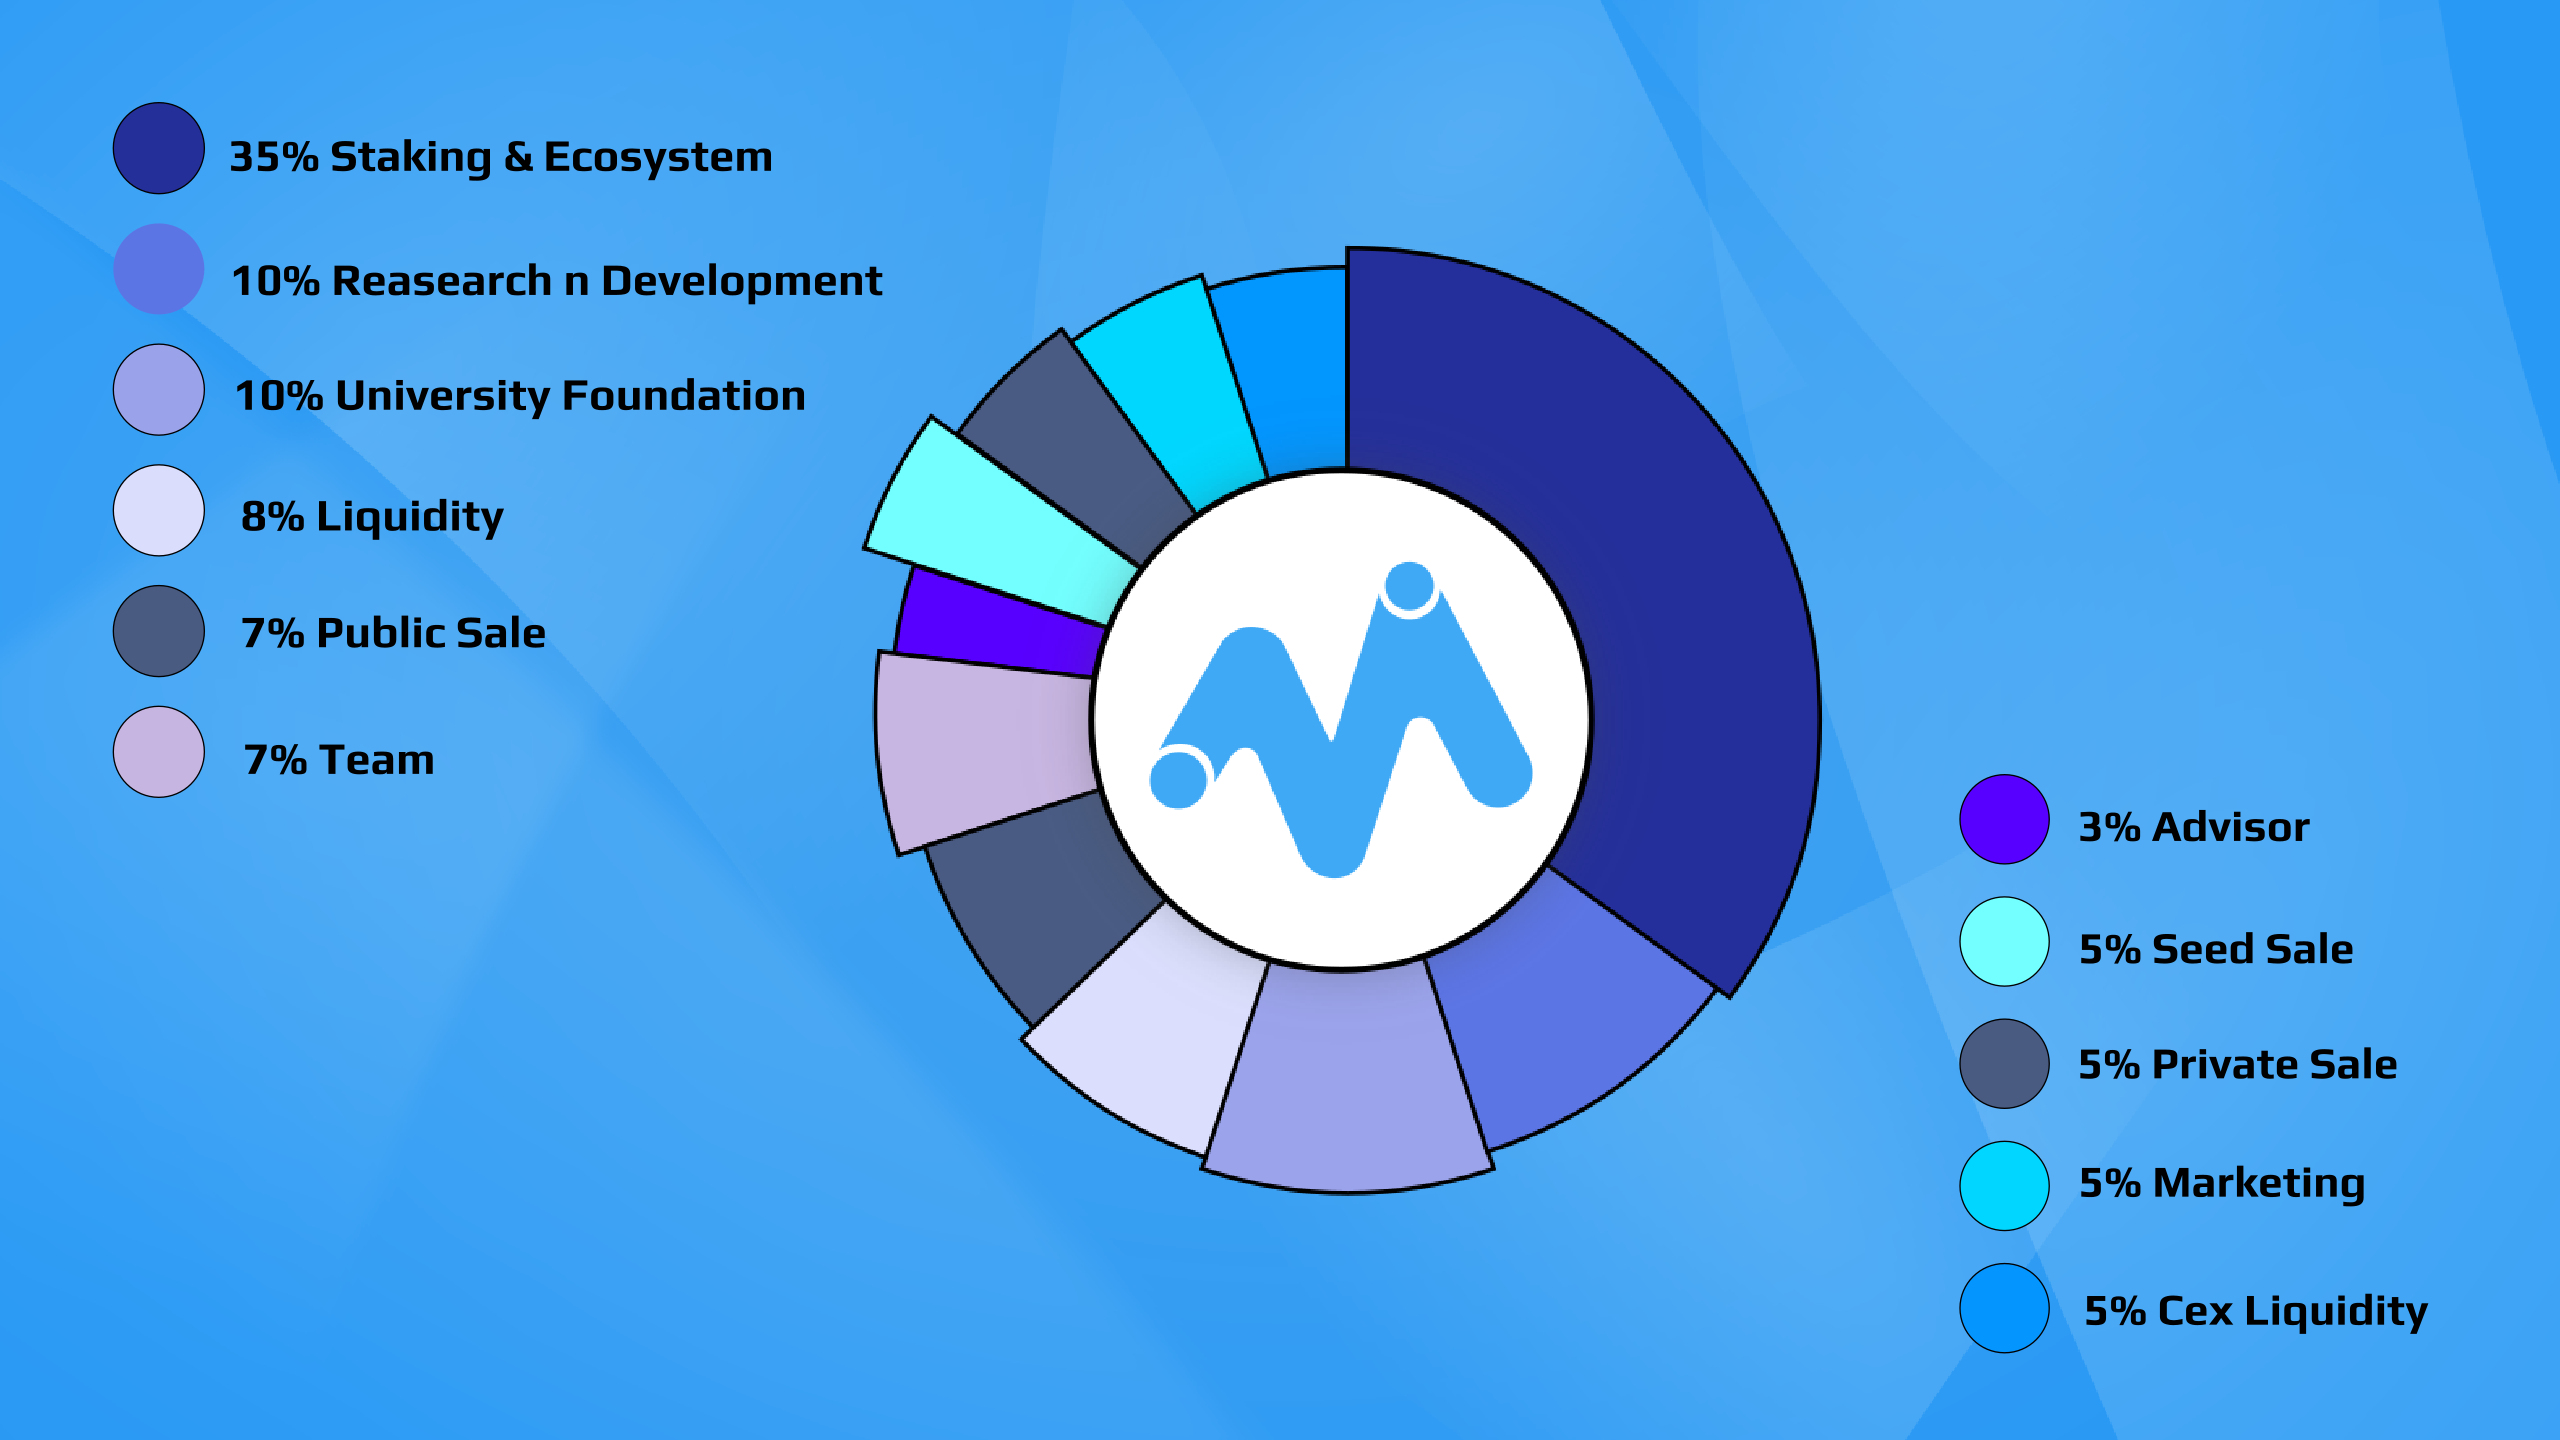 35% Staking & Ecosystem
10% Reasearch n Development
10% University Foundation
8% Liquidity
7% Public Sale
7% Team
3% Advisor
5% Seed Sale
5% Private Sale
5% Marketing
5% Cex Liquidity